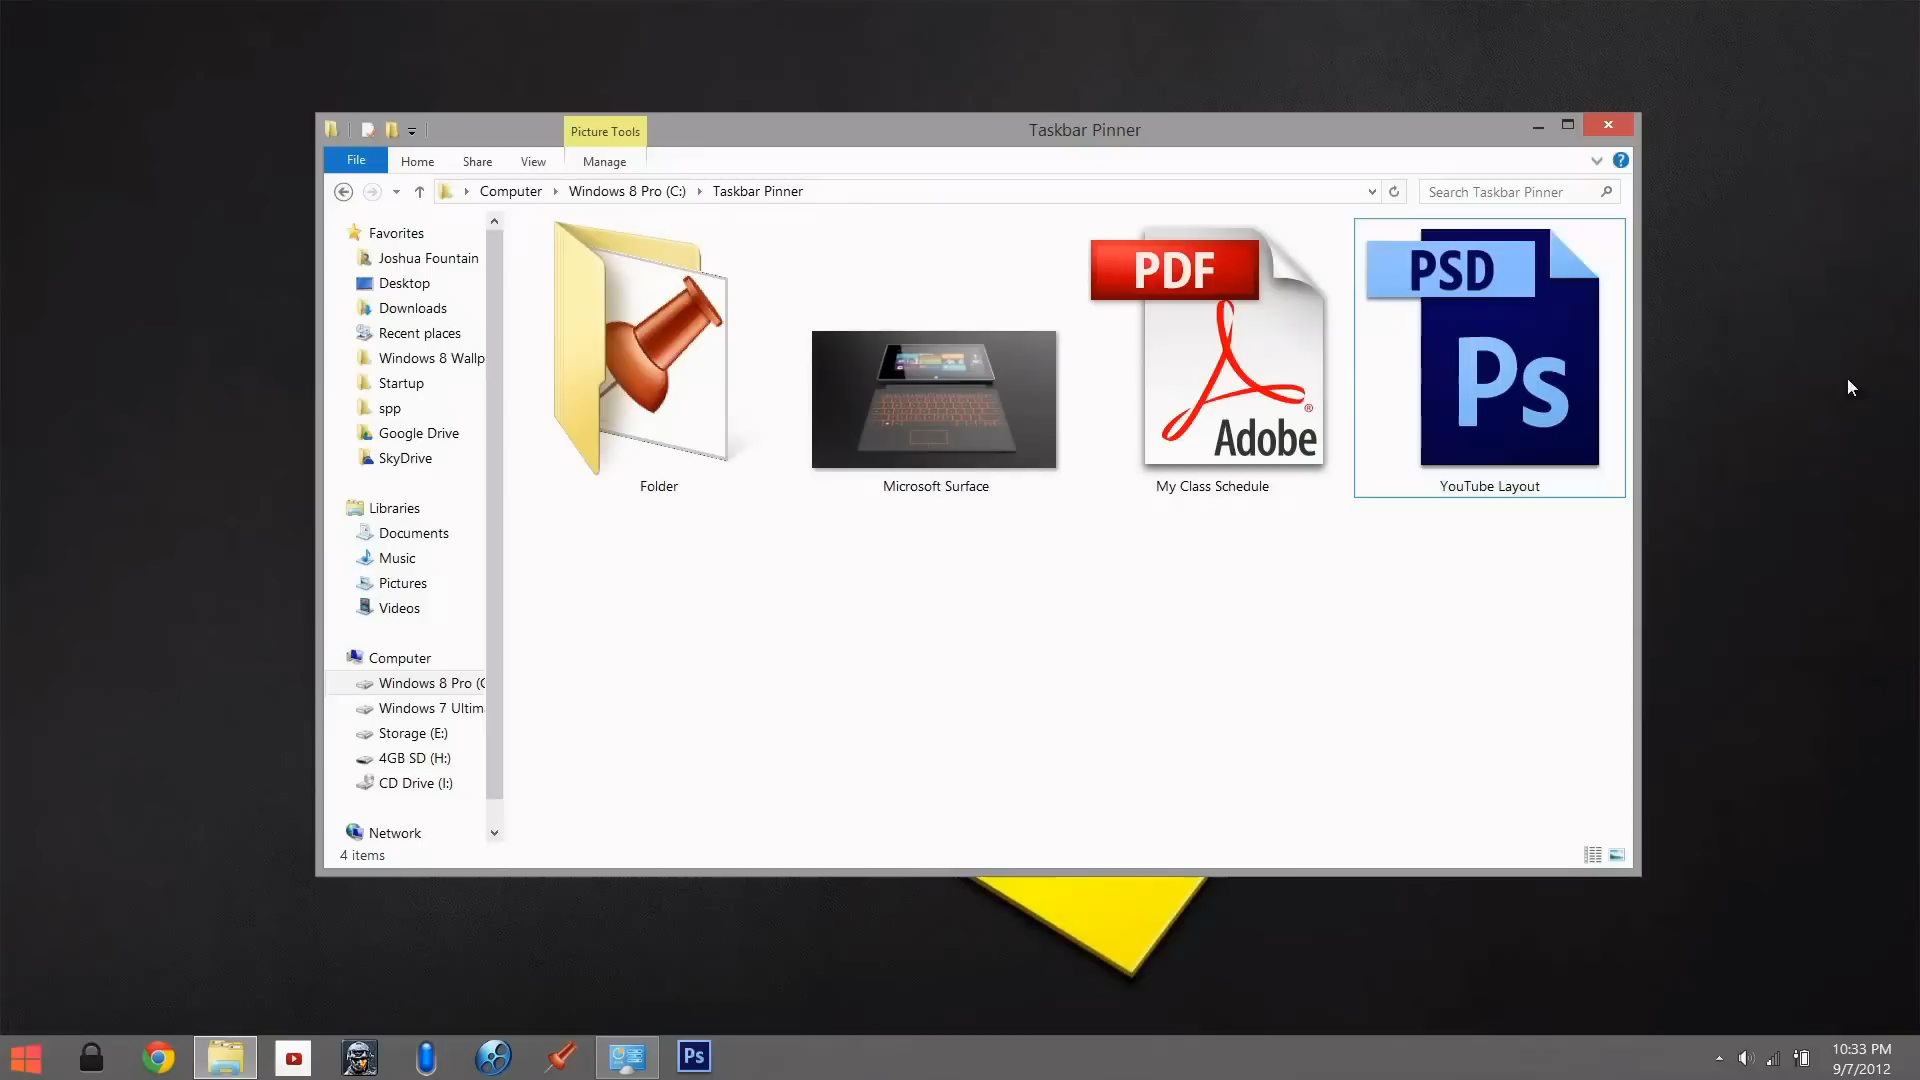 Picture Tools
Taskbar Pinner
File
Home
Share
View
Manage
Computer
Windows 8 Pro (C:)
Taskbar Pinner
Search Taskbar Pinner
Favorites
Joshua Fountain
Desktop
Downloads
Recent places
Windows 8 Wallp
Startup
spp
Google Drive
SkyDrive
Libraries
Documents
Music
Pictures
Videos
Computer
Windows 8 Pro (C
Windows 7 Ultim
Storage (E:)
4GB SD (H:)
CD Drive (I:)
Network
4 items
Folder
Microsoft Surface
PDF
Adobe
My Class Schedule
PSD
Ps
YouTube Layout
Ps
10:33 PM
9/7/2012